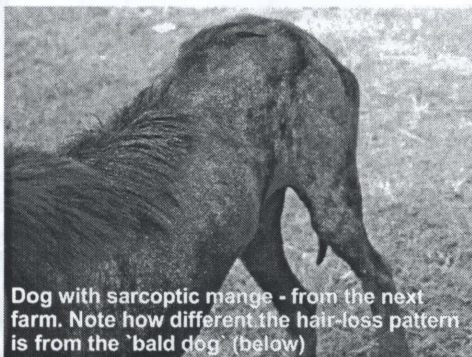 Dog with sarcoptic mange - from the next
farm. Note how different the hair-loss pattern
is from the `bald dog` (below)